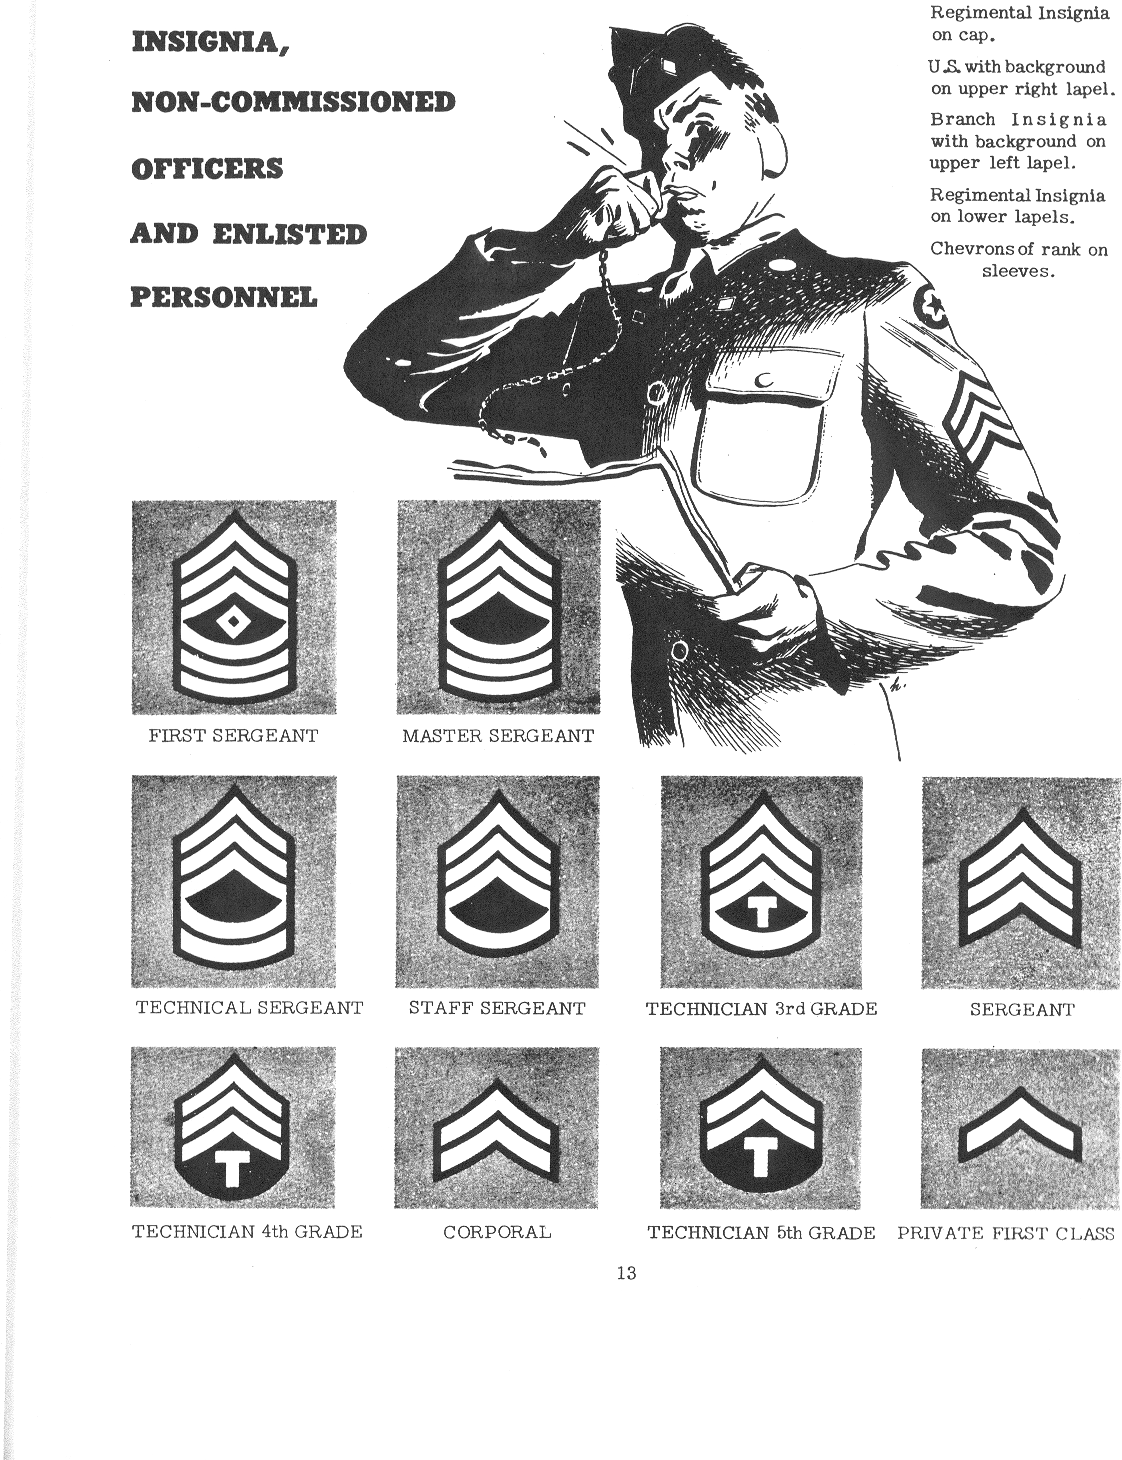 INSIGNIA,
NON-COMMISSIONED
OFFICERS
AND ENLISTED
PERSONNEL
Regimental Insignia
on cap.
U.S. with background
on upper right lapel.
Branch Insignia
with background on
upper left lapel.
Regimental Insignia
on lower lapels.
Chevrons of rank on
sleeves.
h.
FIRST SERGEANT
MASTER SERGEANT
TECHNICAL SERGEANT
STAFF SERGEANT
TECHNICIAN 3rd GRADE
SERGEANT
T
TECHNICIAN 4th GRADE
CORPORAL
TECHNICIAN 5th GRADE
PRIVATE FIRST CLASS
T
T
13